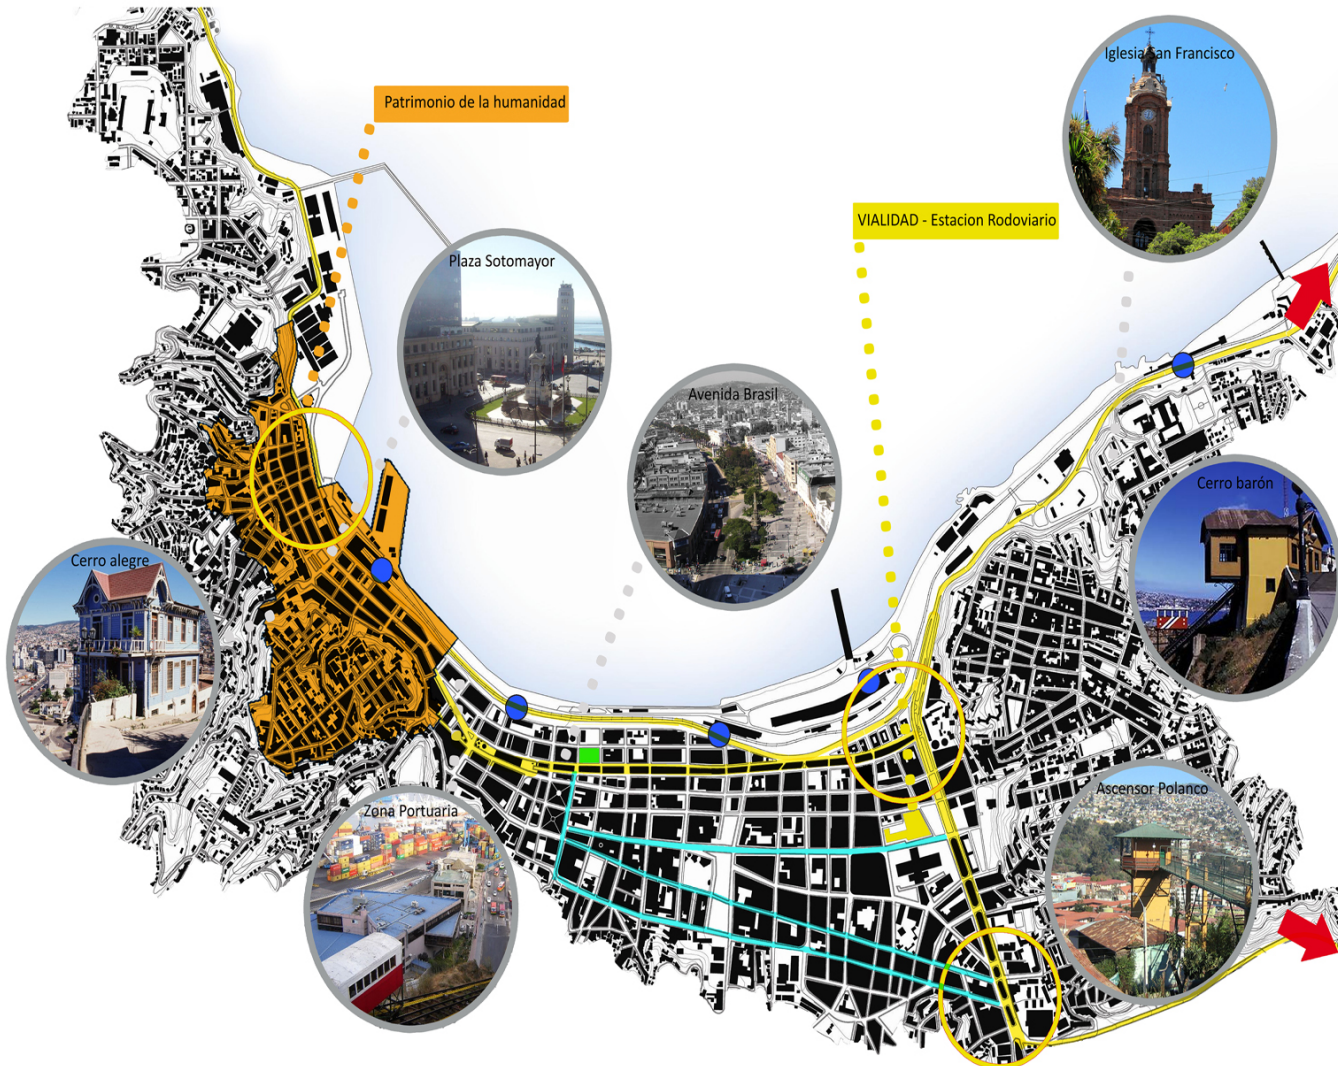 Iglesia San Francisco
Patrimonio de la humanidad
VIALIDAD - Estacion Rodoviario
Plaza Sotomayor
Avenida Brasil
Cerro barón
Cerro alegre
Ascensor Polanco
Zona Portuaria